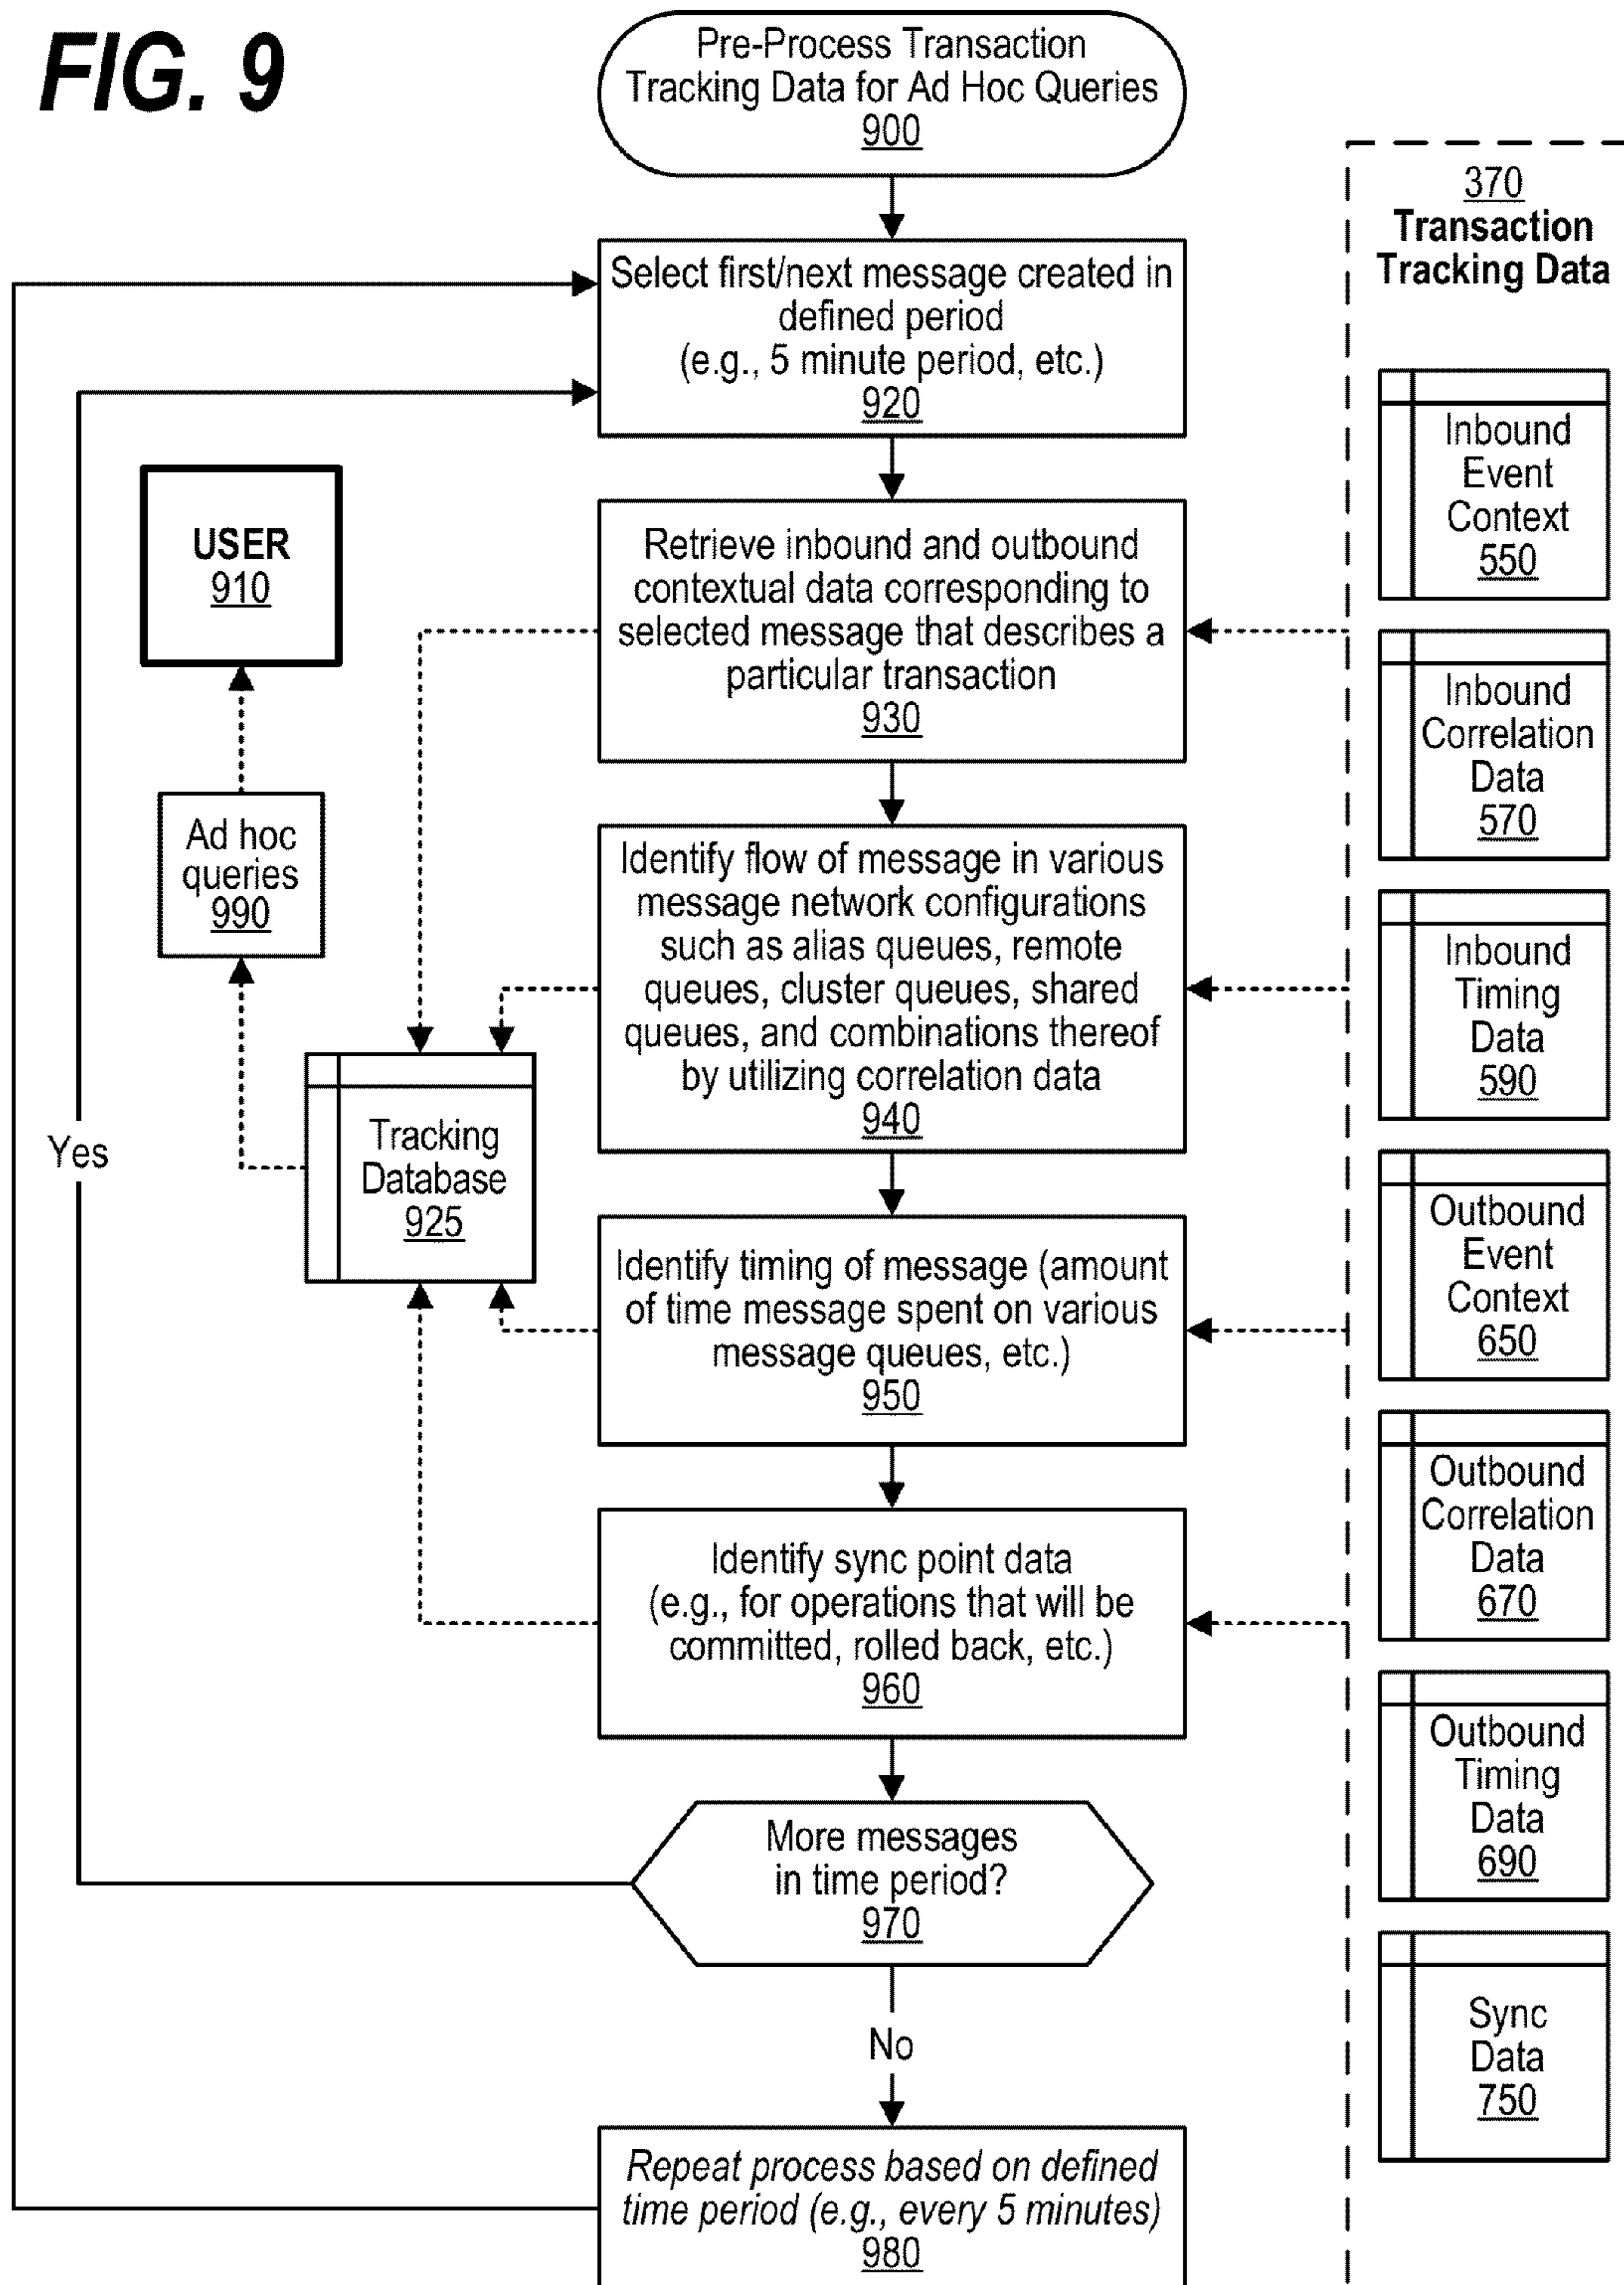 FIG. 9
Pre-Process Transaction
Tracking Data for Ad Hoc Queries
900
Select first/next message created in
defined period
(e.g., 5 minute period, etc.)
920
Retrieve inbound and outbound
contextual data corresponding to
selected message that describes a
particular transaction
930
Identify flow of message in various
message network configurations
such as alias queues, remote
queues, cluster queues, shared
queues, and combinations thereof
by utilizing correlation data
940
Identify timing of message (amount
of time message spent on various
message queues, etc.)
950
Identify sync point data
(e.g., for operations that will be
committed, rolled back, etc.)
960
More messages
in time period?
970
Yes
No
Repeat process based on defined
time period (e.g., every 5 minutes)
980
USER
910
Ad hoc
queries
990
Tracking
Database
925
370
Transaction
Tracking Data
Inbound
Event
Context
550
Inbound
Correlation
Data
570
Inbound
Timing
Data
590
Outbound
Event
Context
650
Outbound
Correlation
Data
670
Outbound
Timing
Data
690
Sync
Data
750